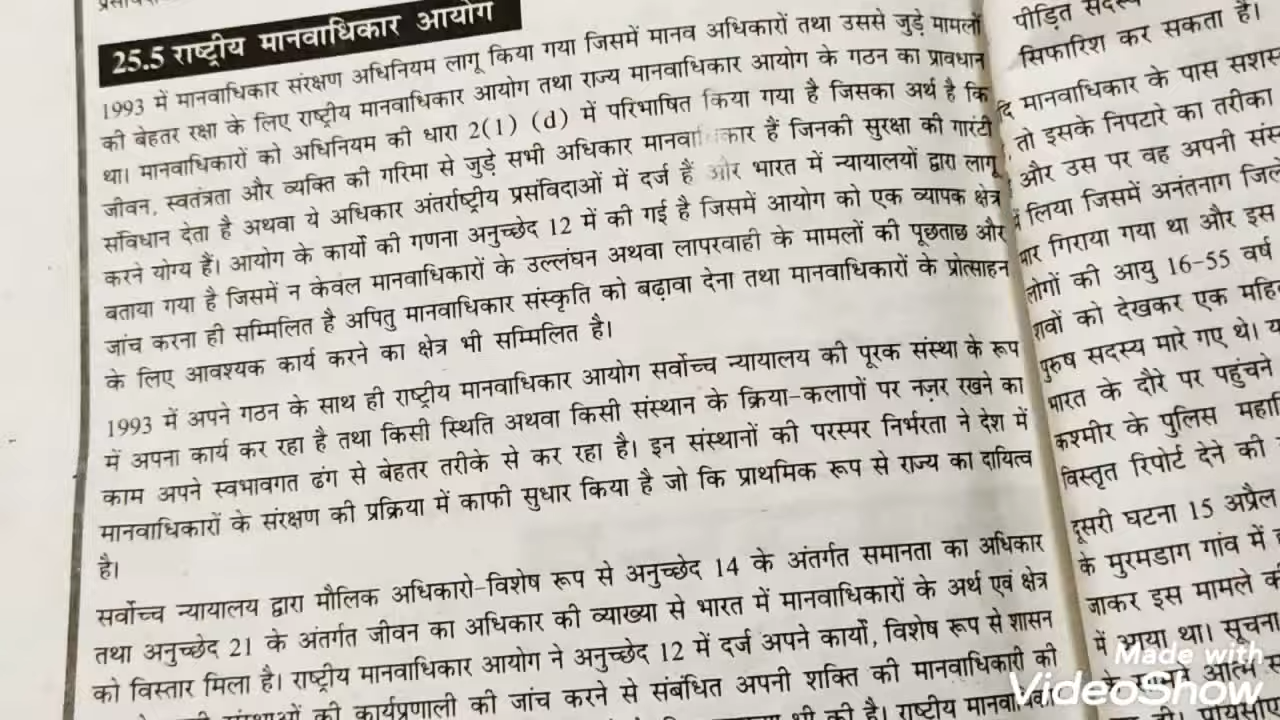 25.5 राष्ट्रीय मानवाधिकार आयोग
1993 में मानवाधिकार संरक्षण अधिनियम लागू किया गया जिसमें मानव अधिकारों तथा उससे जुड़े मामलों
की बेहतर रक्षा के लिए राष्ट्रीय मानवाधिकार आयोग तथा राज्य मानवाधिकार आयोग के गठन का प्रावधान
था। मानवाधिकारों को अधिनियम की धारा 2(1) (d) में परिभाषित किया गया है जिसका अर्थ है कि
जीवन, स्वतंत्रता और व्यक्ति की गरिमा से जुड़े सभी अधिकार मानवाधिकार हैं जिनकी सुरक्षा की गारंटी
संविधान देता है अथवा ये अधिकार अंतर्राष्ट्रीय प्रसंविदाओं में दर्ज हैं और भारत में न्यायालयों द्वारा लागू
करने योग्य हैं। आयोग के कार्यों की गणना अनुच्छेद 12 में की गई है जिसमें आयोग को एक व्यापक क्षेत्र
बताया गया है जिसमें न केवल मानवाधिकारों के उल्लंघन अथवा लापरवाही के मामलों की पूछताछ और
जांच करना ही सम्मिलित है अपितु मानवाधिकार संस्कृति को बढ़ावा देना तथा मानवाधिकारों के प्रोत्साहन
के लिए आवश्यक कार्य करने का क्षेत्र भी सम्मिलित है।
1993 में अपने गठन के साथ ही राष्ट्रीय मानवाधिकार आयोग सर्वोच्च न्यायालय की पूरक संस्था के रूप
में अपना कार्य कर रहा है तथा किसी स्थिति अथवा किसी संस्थान के क्रिया-कलापों पर नज़र रखने का
काम अपने स्वभावगत ढंग से बेहतर तरीके से कर रहा है। इन संस्थानों की परस्पर निर्भरता ने देश में
मानवाधिकारों के संरक्षण की प्रक्रिया में काफी सुधार किया है जो कि प्राथमिक रूप से राज्य का दायित्व
है।
सर्वोच्च न्यायालय द्वारा मौलिक अधिकारो-विशेष रूप से अनुच्छेद 14 के अंतर्गत समानता का अधिकार
तथा अनुच्छेद 21 के अंतर्गत जीवन का अधिकार की व्याख्या से भारत में मानवाधिकारों के अर्थ एवं क्षेत्र
को विस्तार मिला है। राष्ट्रीय मानवाधिकार आयोग ने अनुच्छेद 12 में दर्ज अपने कार्यों, विशेष रूप से शासन
की कार्यप्रणाली की जांच करने से संबंधित अपनी शक्ति की मानवाधिकारी की
भी की है। राष्ट्रीय
पीड़ित सदस्य
सिफारिश कर सकता है।
मानवाधिकार के पास सशस
तो इसके निपटारे का तरीका
और उस पर वह अपनी संस
लिया जिसमें अनंतनाग जिले
गिराया गया था और इस
लोगों की आयु 16-55 वर्ष
शवों को देखकर एक महि
पुरुष सदस्य मारे गए थे।
भारत के दौरे पर पहुंचने
कश्मीर के पुलिस महा
विस्तृत रिपोर्ट देने की
दूसरी घटना 15 अप्रैल
के मुरमडाग गांव में
जाकर इस मामले की
में आया था। सूचना
Made with
VideoShow